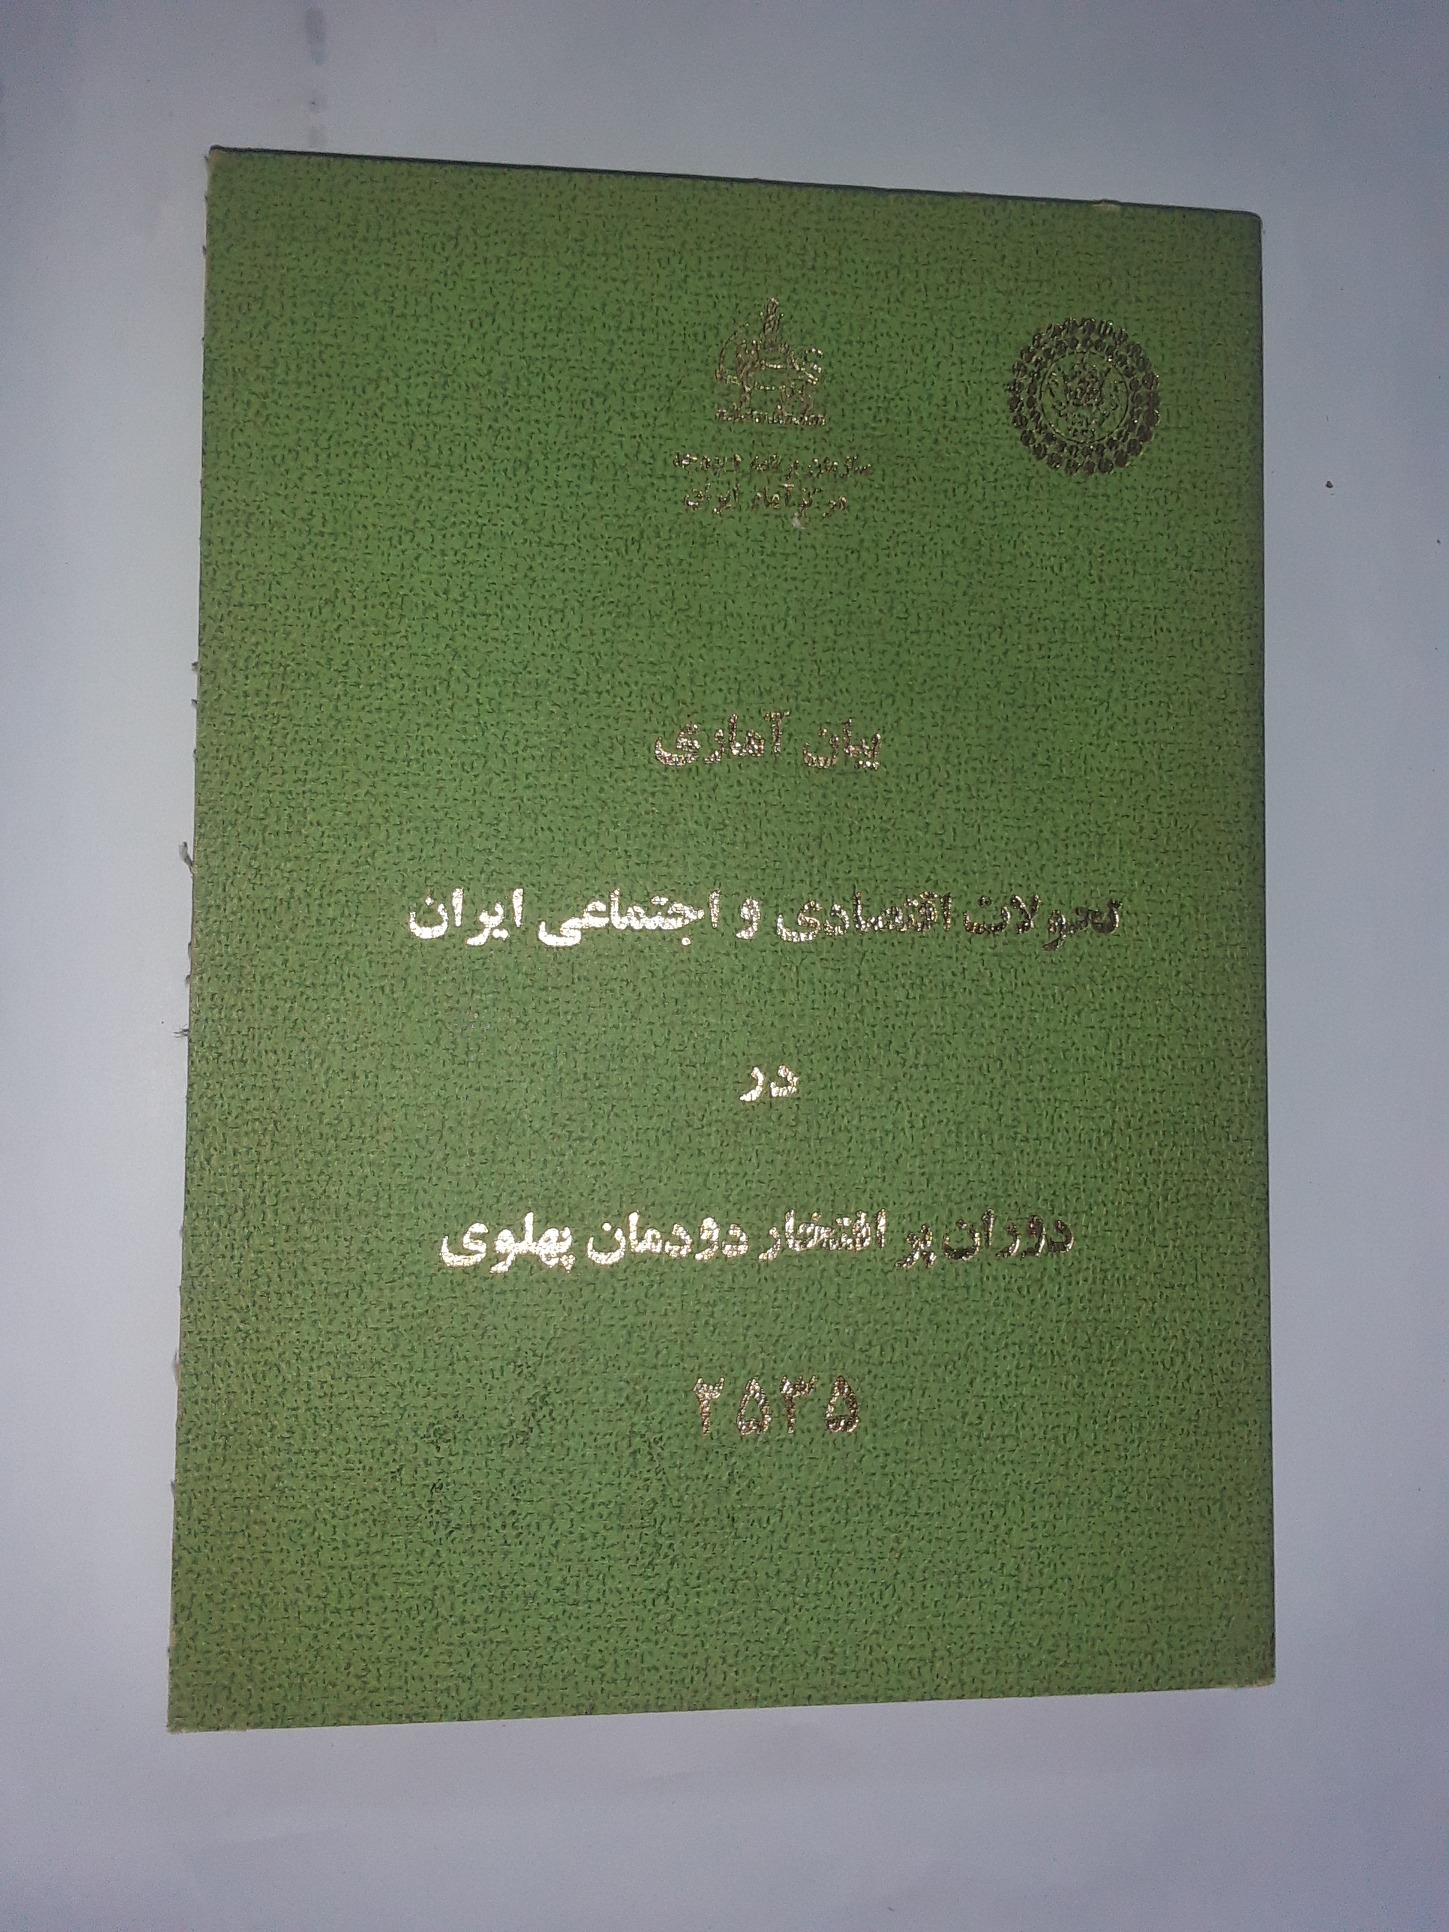 سازمان برنامه و بودجه
مرکز آمار ایران
بیان آماری
تحولات اقتصادی و اجتماعی ایران
در
دوران پر افتخار دودمان پهلوی
۲۵۳۵